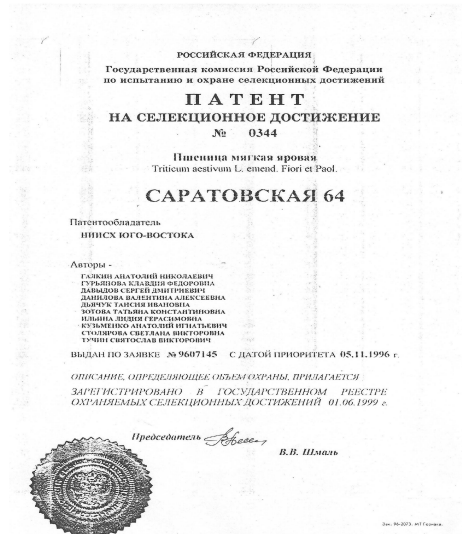 РОССИЙСКАЯ ФЕДЕРАЦИЯ
Государственная комиссия Российской Федерации
по испытанию и охране селекционных достижений
ПАТЕНТ
НА СЕЛЕКЦИОННОЕ ДОСТИЖЕНИЕ
№ 0344
Пшеница мягкая яровая
Triticum aestivum L. emend. Fiori et Paol.
САРАТОВСКАЯ 64
Патентообладатель
НИИСХ ЮГО-ВОСТОКА
Авторы -
ГАЛКИН АНАТОЛИЙ НИКОЛАЕВИЧ
ГУРЬЯНОВА КЛАВДИЯ ФЕДОРОВНА
ДАВЫДОВ СЕРГЕЙ ДМИТРИЕВИЧ
ДАНИЛОВА ВАЛЕНТИНА АЛЕКСЕЕВНА
ДЬЯЧУК ТАИСИЯ ИВАНОВНА
ЗОТОВА ТАТЬЯНА КОНСТАНТИНОВНА
ИЛЬИНА ЛИДИЯ ГЕРАСИМОВНА
КУЗЬМЕНКО АНАТОЛИЙ ИГНАТЬЕВИЧ
СТОЛЯРОВА СВЕТЛАНА ВИКТОРОВНА
ТУЧИН СВЯТОСЛАВ ВИКТОРОВИЧ
ВЫДАН ПО ЗАЯВКЕ № 9607145 С ДАТОЙ ПРИОРИТЕТА 05.11.1996 г.
ОПИСАНИЕ, ОПРЕДЕЛЯЮЩЕЕ ОБЪЕМ ОХРАНЫ, ПРИЛАГАЕТСЯ
ЗАРЕГИСТРИРОВАНО В ГОСУДАРСТВЕННОМ РЕЕСТРЕ
ОХРАНЯЕМЫХ СЕЛЕКЦИОННЫХ ДОСТИЖЕНИЙ 01.06.1999 г.
Председатель
В.В. Шмаль